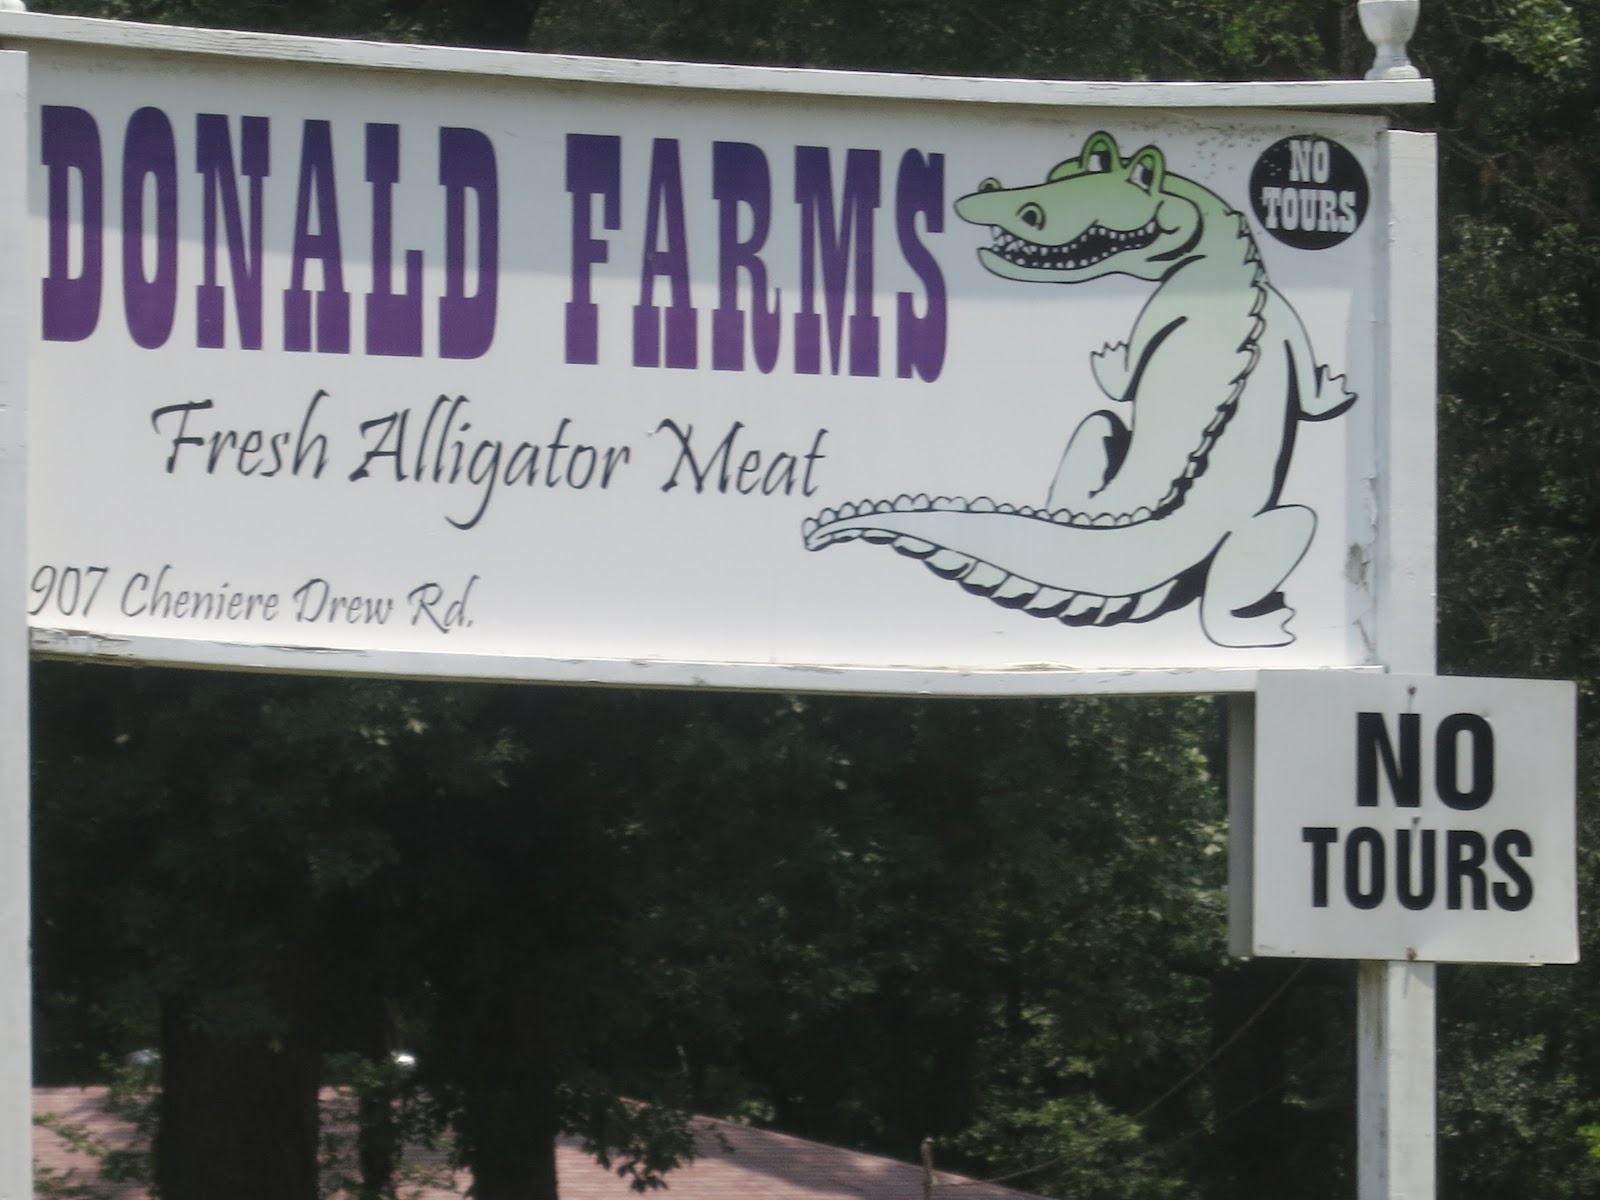 DONALD FARMS
NO
TOURS
Fresh Alligator Meat
907 Cheniere Drew Rd.
NO
TOURS